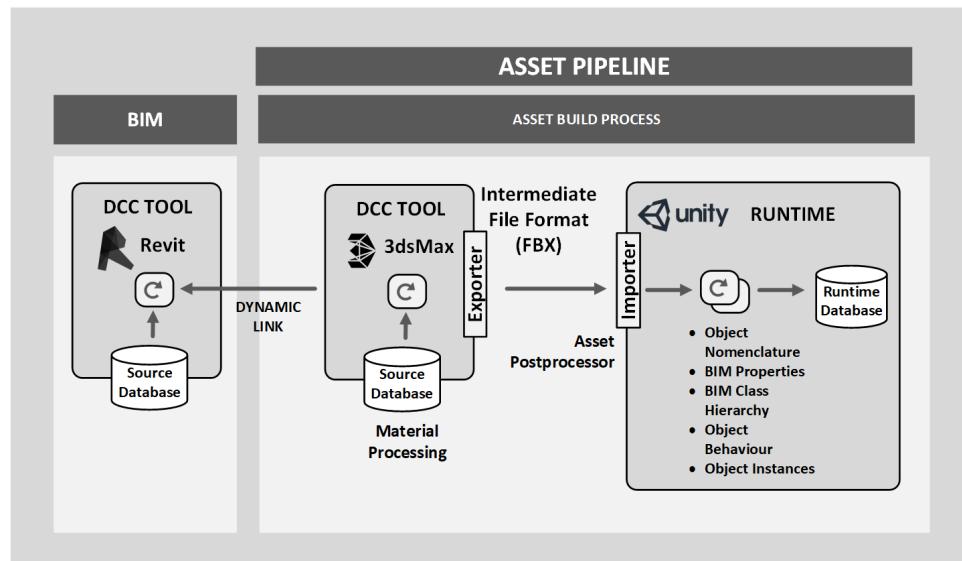 ASSET PIPELINE
BIM
ASSET BUILD PROCESS
DCC TOOL
Revit
Source
Database
DYNAMIC
LINK
DCC TOOL
3dsMax
Exporter
Source
Database
Material
Processing
Intermediate
File Format
(FBX)
Asset
Postprocessor
Importer
unity
RUNTIME
Runtime
Database
• Object
Nomenclature
• BIM Properties
• BIM Class
Hierarchy
• Object
Behaviour
• Object Instances